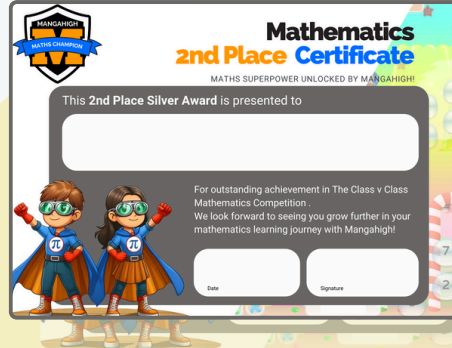 MANGAHIGH
MATHS CHAMPION
Mathematics
2nd Place Certificate
MATHS SUPERPOWER UNLOCKED BY MANGAHIGH!
This 2nd Place Silver Award is presented to
For outstanding achievement in The Class v Class
Mathematics Competition .
We look forward to seeing you grow further in your
mathematics learning journey with Mangahigh!
π
π
Date
Signature
7
2